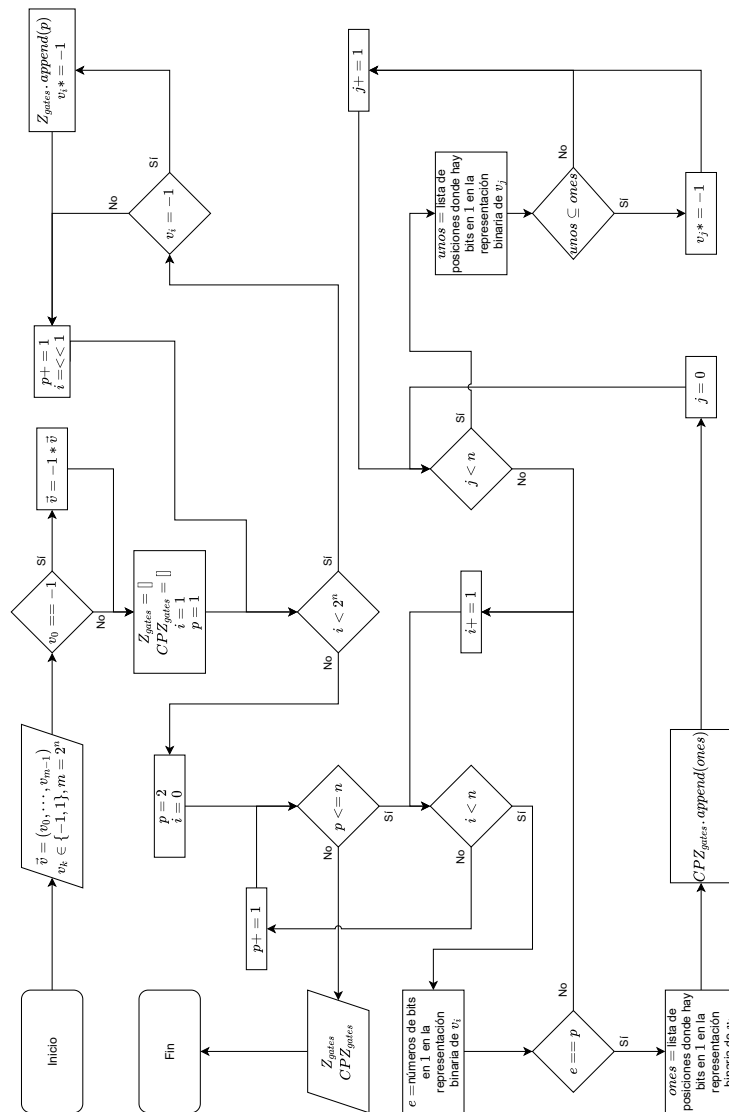 Inicio
$\vec{v} = (v_0, \cdots, v_{m-1})$
$v_k \in \{-1, 1\}, m = 2^n$
$v_0 == -1$
Sí
No
$\vec{v} = -1 * \vec{v}$
$Z_{gates} = []$
$CPZ_{gates} = []$
$i = 1$
$p = 1$
$i < 2^n$
Sí
No
$v_i = -1$
Sí
No
$Z_{gates}.append(p)$
$v_i * = -1$
$p+ = 1$
$i =<< 1$
$p = 2$
$i = 0$
$p <= n$
No
Sí
$p+ = 1$
$i < n$
No
Sí
$i+ = 1$
Fin
$Z_{gates}$
$CPZ_{gates}$
$e =$números de bits
en 1 en la
representación
binaria de $v_i$
$e == p$
No
Sí
$ones =$ lista de
posiciones donde hay
bits en 1 en la
representación
$CPZ_{gates}.append(ones)$
$j = 0$
$j < n$
Sí
No
$unos =$ lista de
posiciones donde hay
bits en 1 en la
representación
binaria de $v_j$
$unos \subseteq ones$
No
Sí
$v_j * = -1$
$j+ = 1$